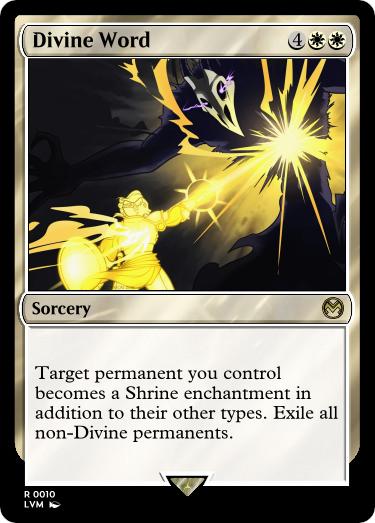 Divine Word 4
Sorcery
Target permanent you control
becomes a Shrine enchantment in
addition to their other types. Exile all
non-Divine permanents.
R 0010
LVM